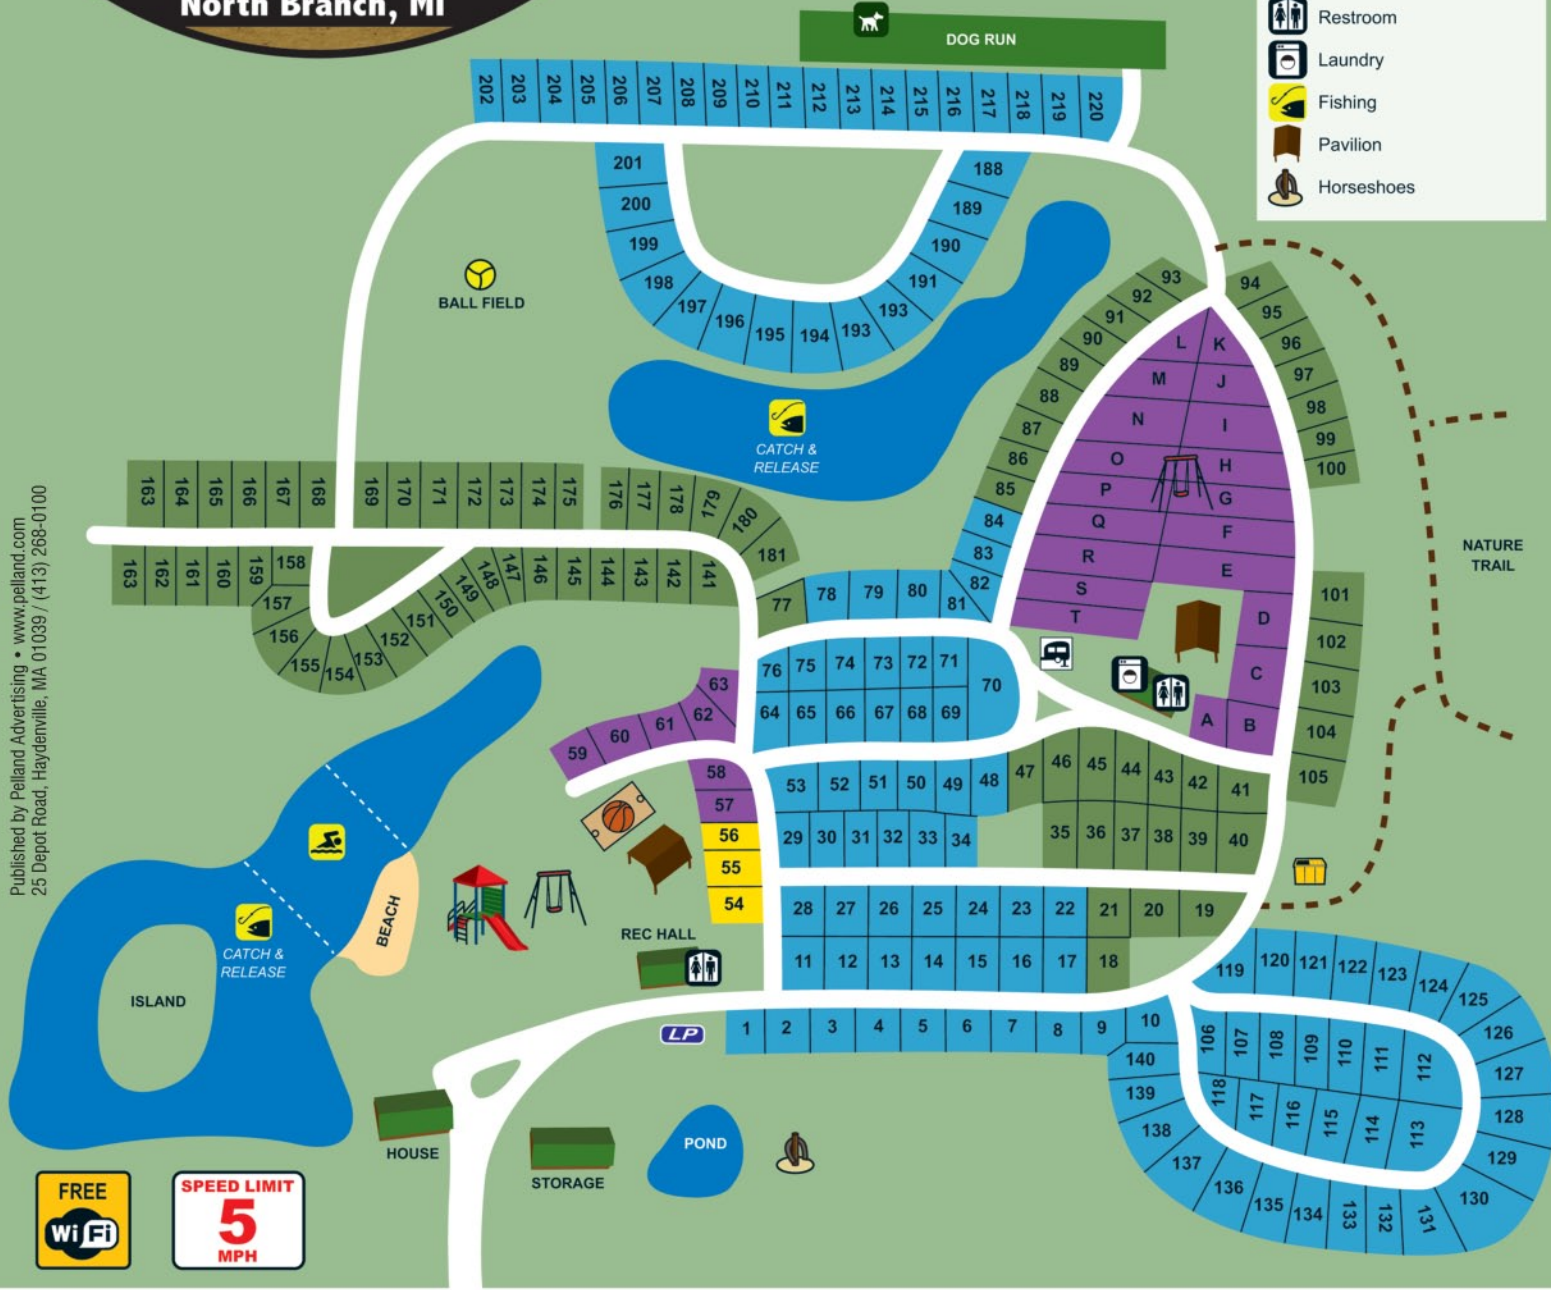 North Branch, MI
Restroom
Laundry
Fishing
Pavilion
Horseshoes
DOG RUN
202 203 204 205 206 207 208 209 210 211 212 213 214 215 216 217 218 219 220
201
200
199
198
197
196
195
194
193
193
191
190
189
188
BALL FIELD
CATCH &
RELEASE
93
92
91
90
89
88
87
86
85
84
83
82
81
80
79
78
77
94
95
96
97
98
99
100
L K
M J
N I
O H
P G
Q F
R E
S
T
D
C
A B
101
102
103
104
105
NATURE
TRAIL
163 164 165 166 167 168 169 170 171 172 173 174 175 176 177 178 179 180 181
163 162 161 160 159 158 157 156 155 154 153 152 151 150 149 148 147 146 145 144 143 142 141
76 75 74 73 72 71 70
64 65 66 67 68 69
63
62
61
60
59
58
57
56
55
54
53 52 51 50 49 48 47 46 45 44 43 42 41
29 30 31 32 33 34 35 36 37 38 39 40
28 27 26 25 24 23 22 21 20 19
11 12 13 14 15 16 17 18
1 2 3 4 5 6 7 8 9 10
REC HALL
LP
BEACH
CATCH &
RELEASE
ISLAND
119 120 121 122 123 124 125 126 127 128 129 130 131 132 133 134 135 136 137 138 139 140
106 107 108 109 110 111 112
118 117 116 115 114 113
HOUSE
STORAGE
POND
FREE
Wi Fi
SPEED LIMIT
5
MPH
Published by Pelland Advertising • www.pelland.com
25 Depot Road, Haydenville, MA 01039 / (413) 268-0100